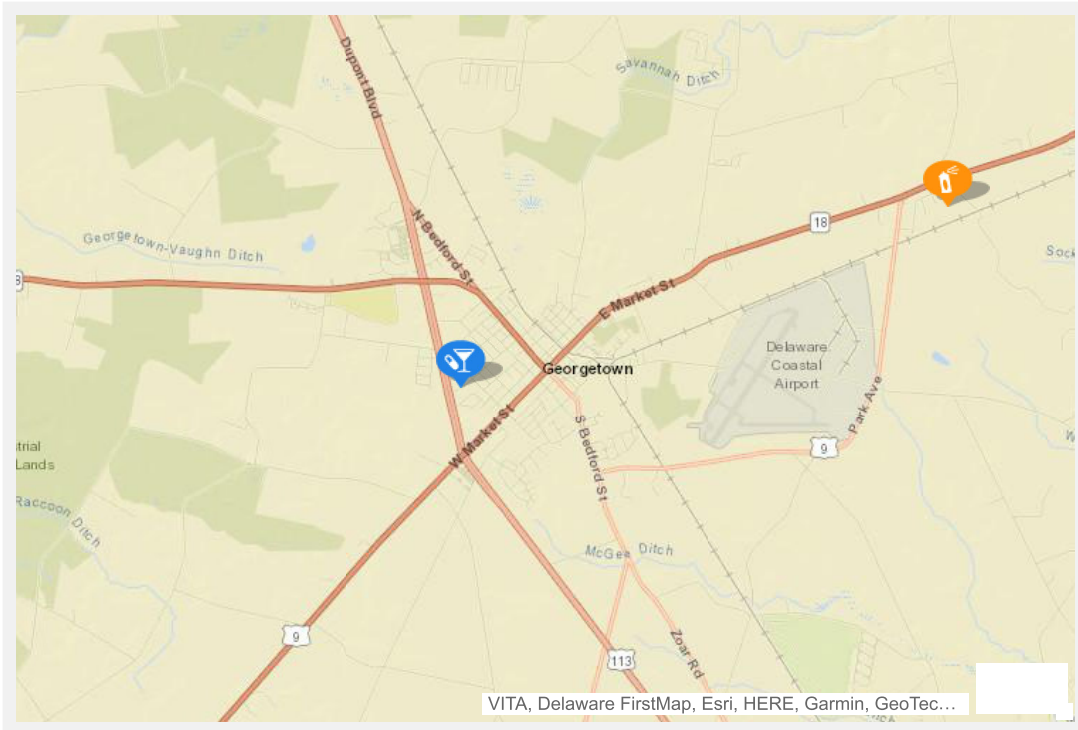 Dupont Blvd
Savannah Ditch
N Bedford St
18
Georgetown-Vaughn Ditch
Sock
8
E Market St
Delaware
Coastal
Airport
Georgetown
Park Ave
W Market St
S Bedford St
9
trial
Lands
W
Raccoon Ditch
McGee Ditch
9
Zoar Rd
113
VITA, Delaware FirstMap, Esri, HERE, Garmin, GeoTec…